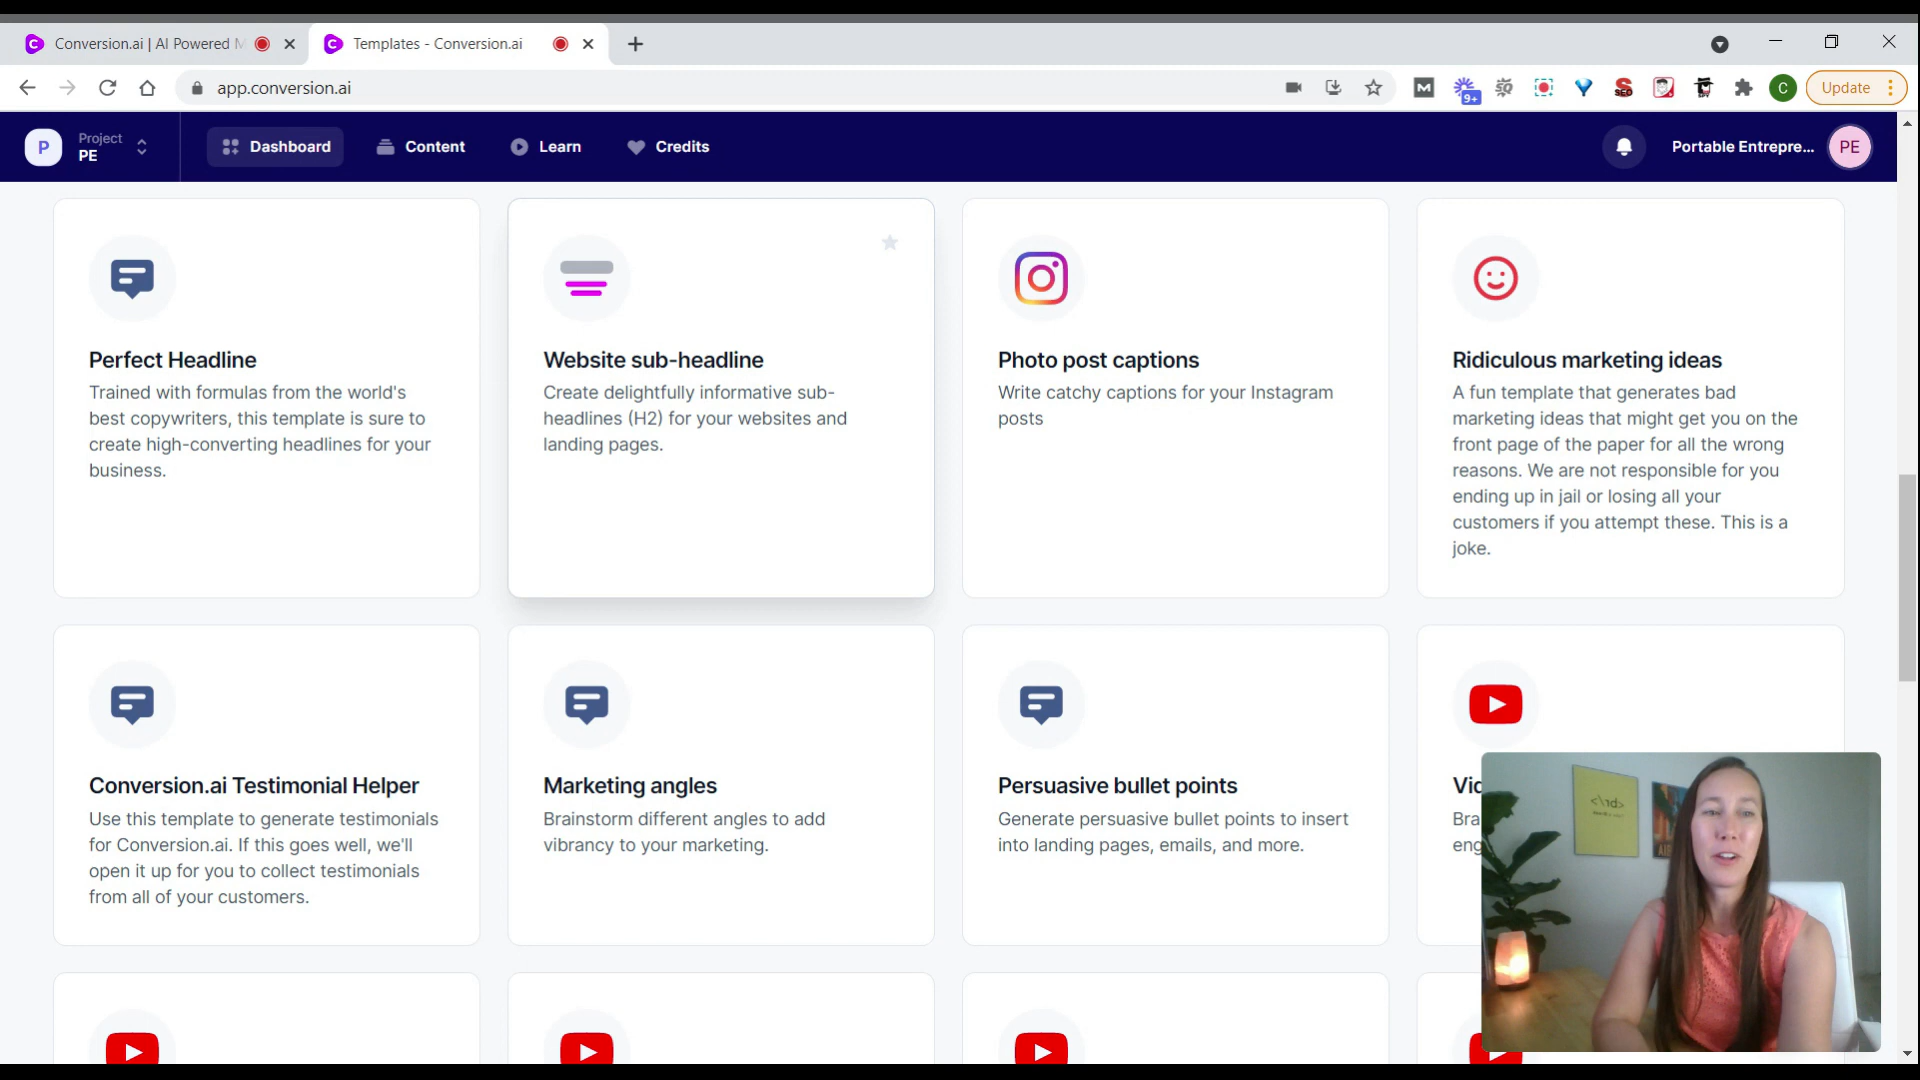 Conversion.ai | AI Powered M
Templates - Conversion.ai
app.conversion.ai
9+
SEO
C
Update
P
Project
PE
Dashboard
Content
Learn
Credits
Portable Entrepre...
PE
Perfect Headline
Trained with formulas from the world's
best copywriters, this template is sure to
create high-converting headlines for your
business.
Website sub-headline
Create delightfully informative sub-
headlines (H2) for your websites and
landing pages.
Photo post captions
Write catchy captions for your Instagram
posts
Ridiculous marketing ideas
A fun template that generates bad
marketing ideas that might get you on the
front page of the paper for all the wrong
reasons. We are not responsible for you
ending up in jail or losing all your
customers if you attempt these. This is a
joke.
Conversion.ai Testimonial Helper
Use this template to generate testimonials
for Conversion.ai. If this goes well, we'll
open it up for you to collect testimonials
from all of your customers.
Marketing angles
Brainstorm different angles to add
vibrancy to your marketing.
Persuasive bullet points
Generate persuasive bullet points to insert
into landing pages, emails, and more.
Vid
Bra
eng